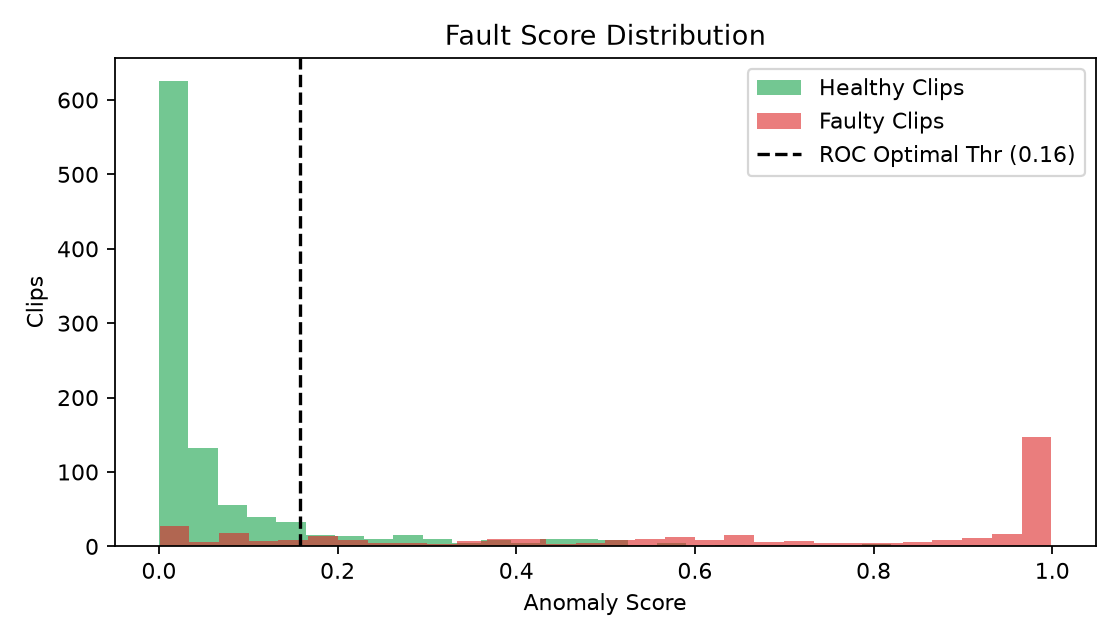 Fault Score Distribution
Healthy Clips
Faulty Clips
ROC Optimal Thr (0.16)
600
500
400
300
200
100
0
Clips
0.0 0.2 0.4 0.6 0.8 1.0
Anomaly Score